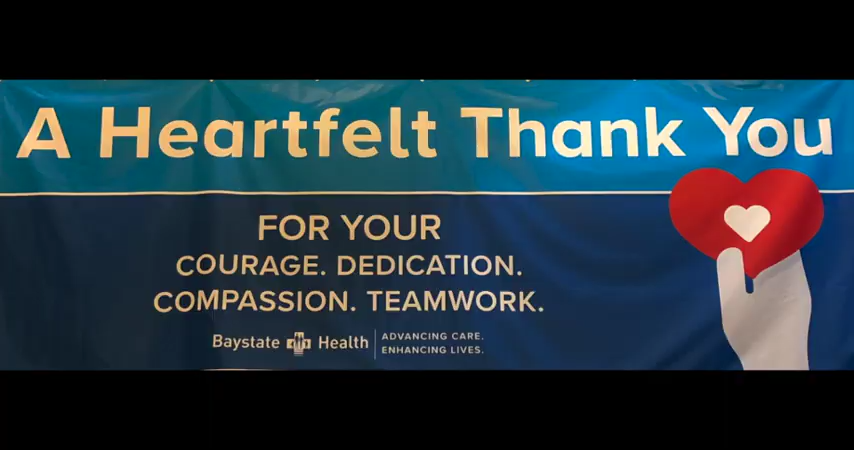 A Heartfelt Thank You
FOR YOUR
COURAGE. DEDICATION.
COMPASSION. TEAMWORK.
Baystate Health
ADVANCING CARE.
ENHANCING LIVES.